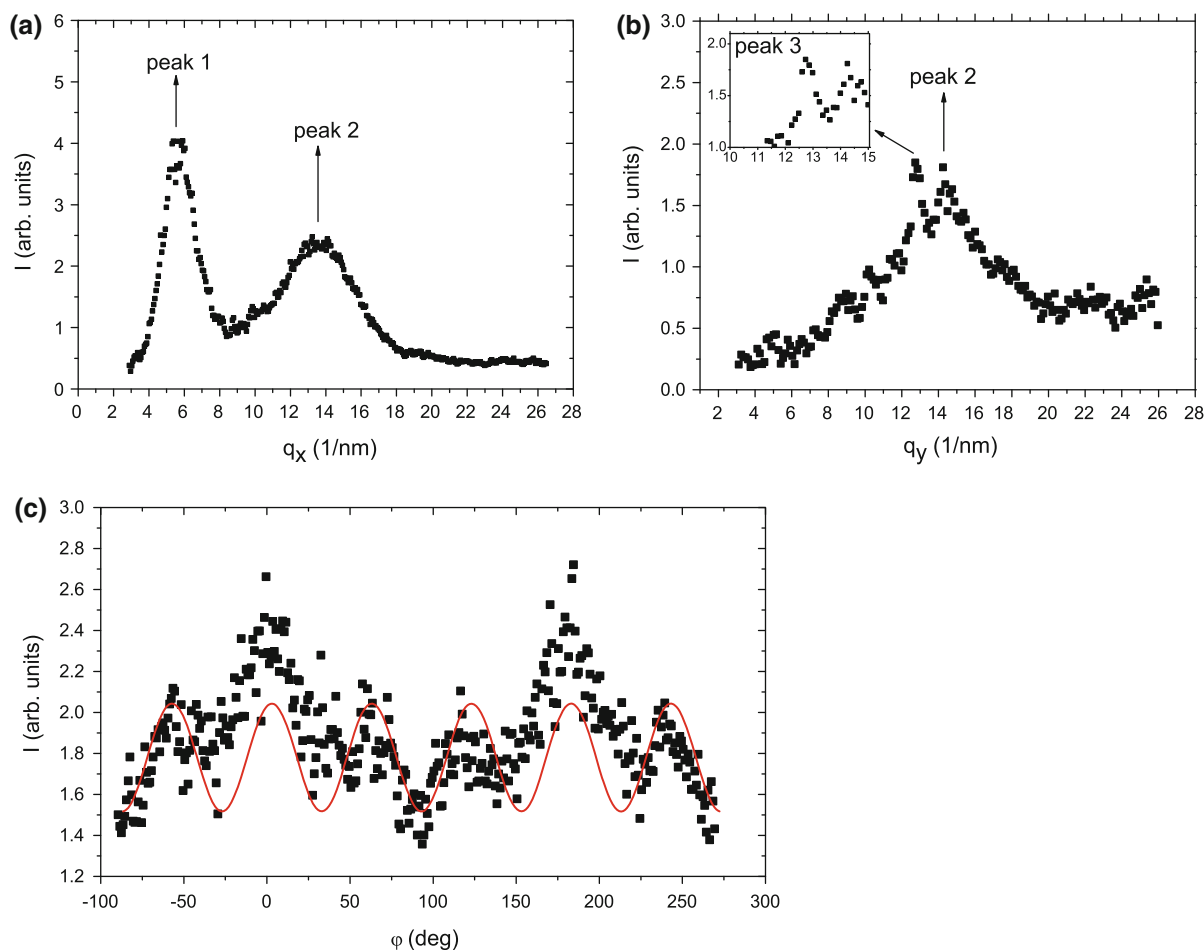 (a)
6
5
4
3
2
1
0
I (arb. units)
peak 1
peak 2
0 2 4 6 8 10 12 14 16 18 20 22 24 26 28
qx (1/nm)
(b)
3.0
2.5
2.0
1.5
1.0
0.5
0.0
I (arb. units)
peak 3
2.0
1.5
1.0
10 11 12 13 14 15
peak 2
2 4 6 8 10 12 14 16 18 20 22 24 26 28
qy (1/nm)
(c)
3.0
2.8
2.6
2.4
2.2
2.0
1.8
1.6
1.4
1.2
I (arb. units)
-100 -50 0 50 100 150 200 250 300
φ (deg)